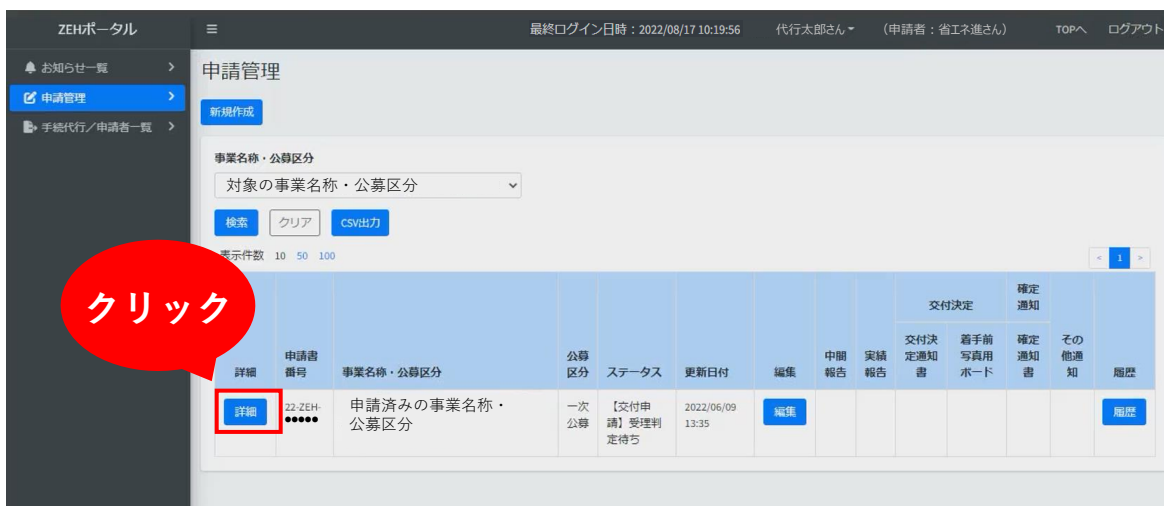 ZEHポータル
最終ログイン日時：2022/08/17 10:19:56 代行太郎さん （申請者：省エネ進さん） TOPへ ログアウト
お知らせ一覧
申請管理
手続代行／申請者一覧
申請管理
新規作成
事業名称・公募区分
対象の事業名称・公募区分
検索 クリア CSV出力
表示件数 10 50 100
< 1 >
クリック
交付決定 確定
通知
詳細 申請書
番号 事業名称・公募区分 公募
区分 ステータス 更新日付 編集 中間
報告 実績
報告 交付決
定通知
書 着手前
写真用
ボード 確定
通知
書 その
他通
知 履歴
詳細 22-ZEH-
●●●●● 申請済みの事業名称・
公募区分 一次
公募 【交付申
請】受理判
定待ち 2022/06/09
13:35 編集 履歴